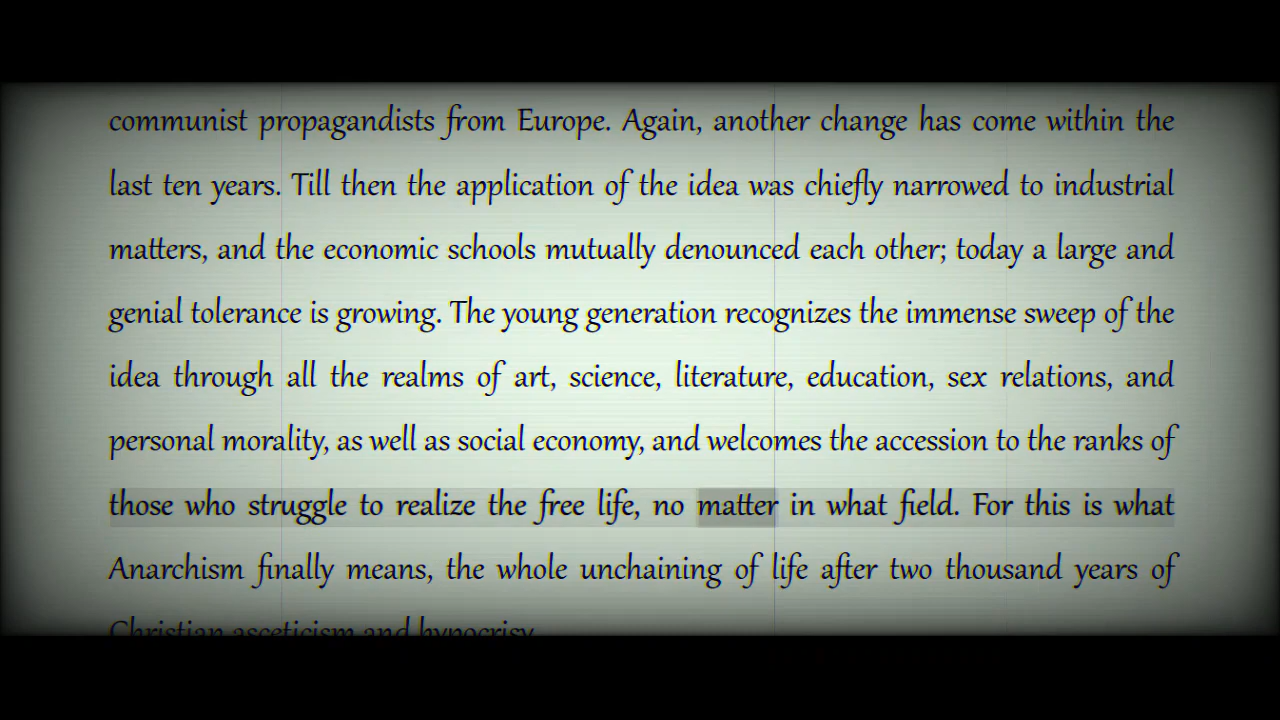 communist propagandists from Europe. Again, another change has come within the
last ten years. Till then the application of the idea was chiefly narrowed to industrial
matters, and the economic schools mutually denounced each other; today a large and
genial tolerance is growing. The young generation recognizes the immense sweep of the
idea through all the realms of art, science, literature, education, sex relations, and
personal morality, as well as social economy, and welcomes the accession to the ranks of
those who struggle to realize the free life, no matter in what field. For this is what
Anarchism finally means, the whole unchaining of life after two thousand years of
Christian asceticism and hypocrisy.